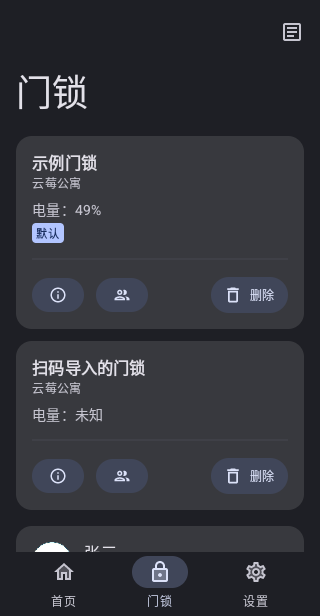 门锁
示例门锁
云莓公寓
电量：49%
默认
删除
扫码导入的门锁
云莓公寓
电量：未知
删除
首页
门锁
设置